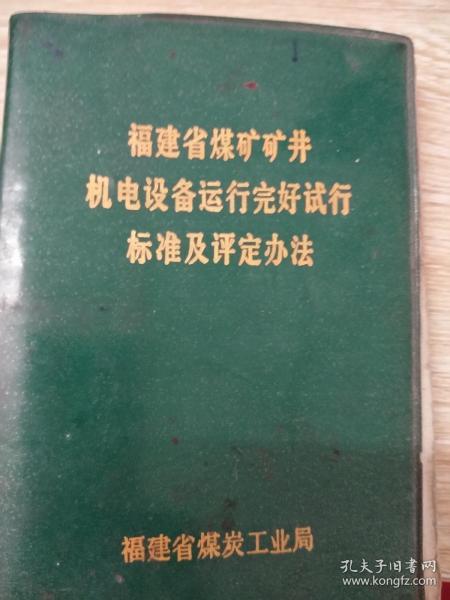 福建省煤矿矿井
机电设备运行完好试行
标准及评定办法
福建省煤炭工业局
孔夫子旧书网
www.kongfz.com